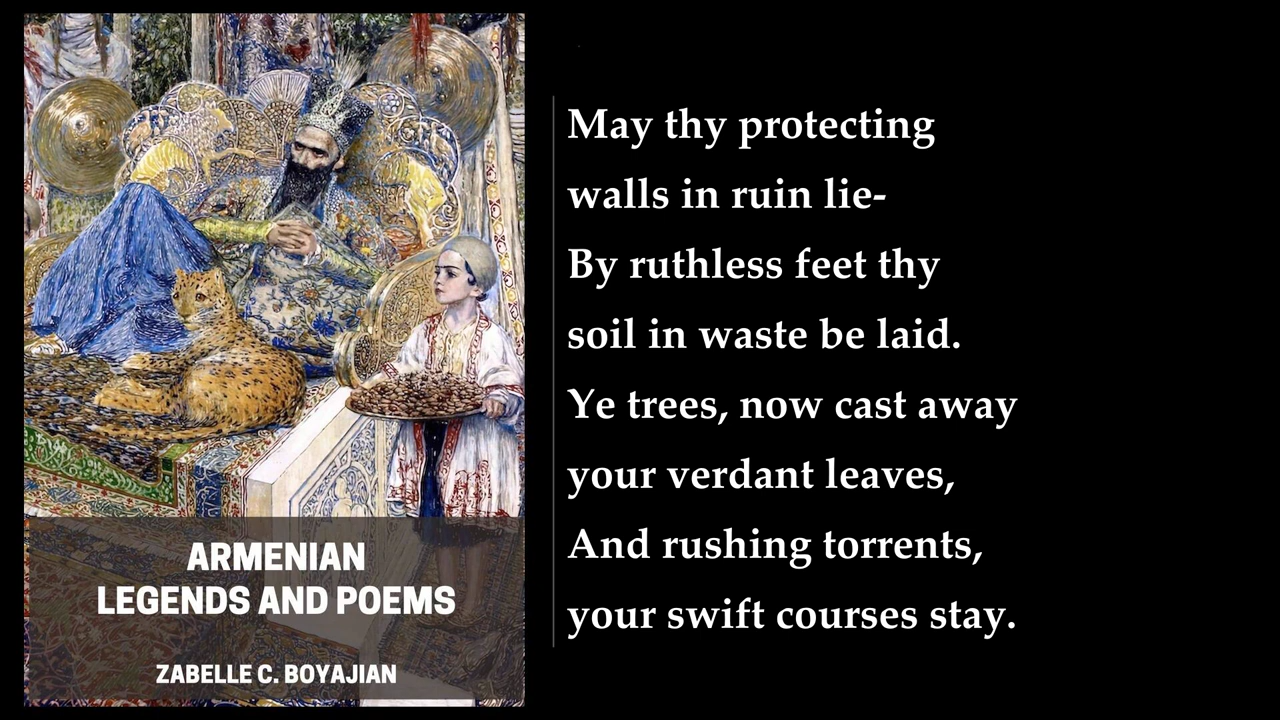 ARMENIAN
LEGENDS AND POEMS
ZABELLE C. BOYAJIAN
May thy protecting
walls in ruin lie-
By ruthless feet thy
soil in waste be laid.
Ye trees, now cast away
your verdant leaves,
And rushing torrents,
your swift courses stay.